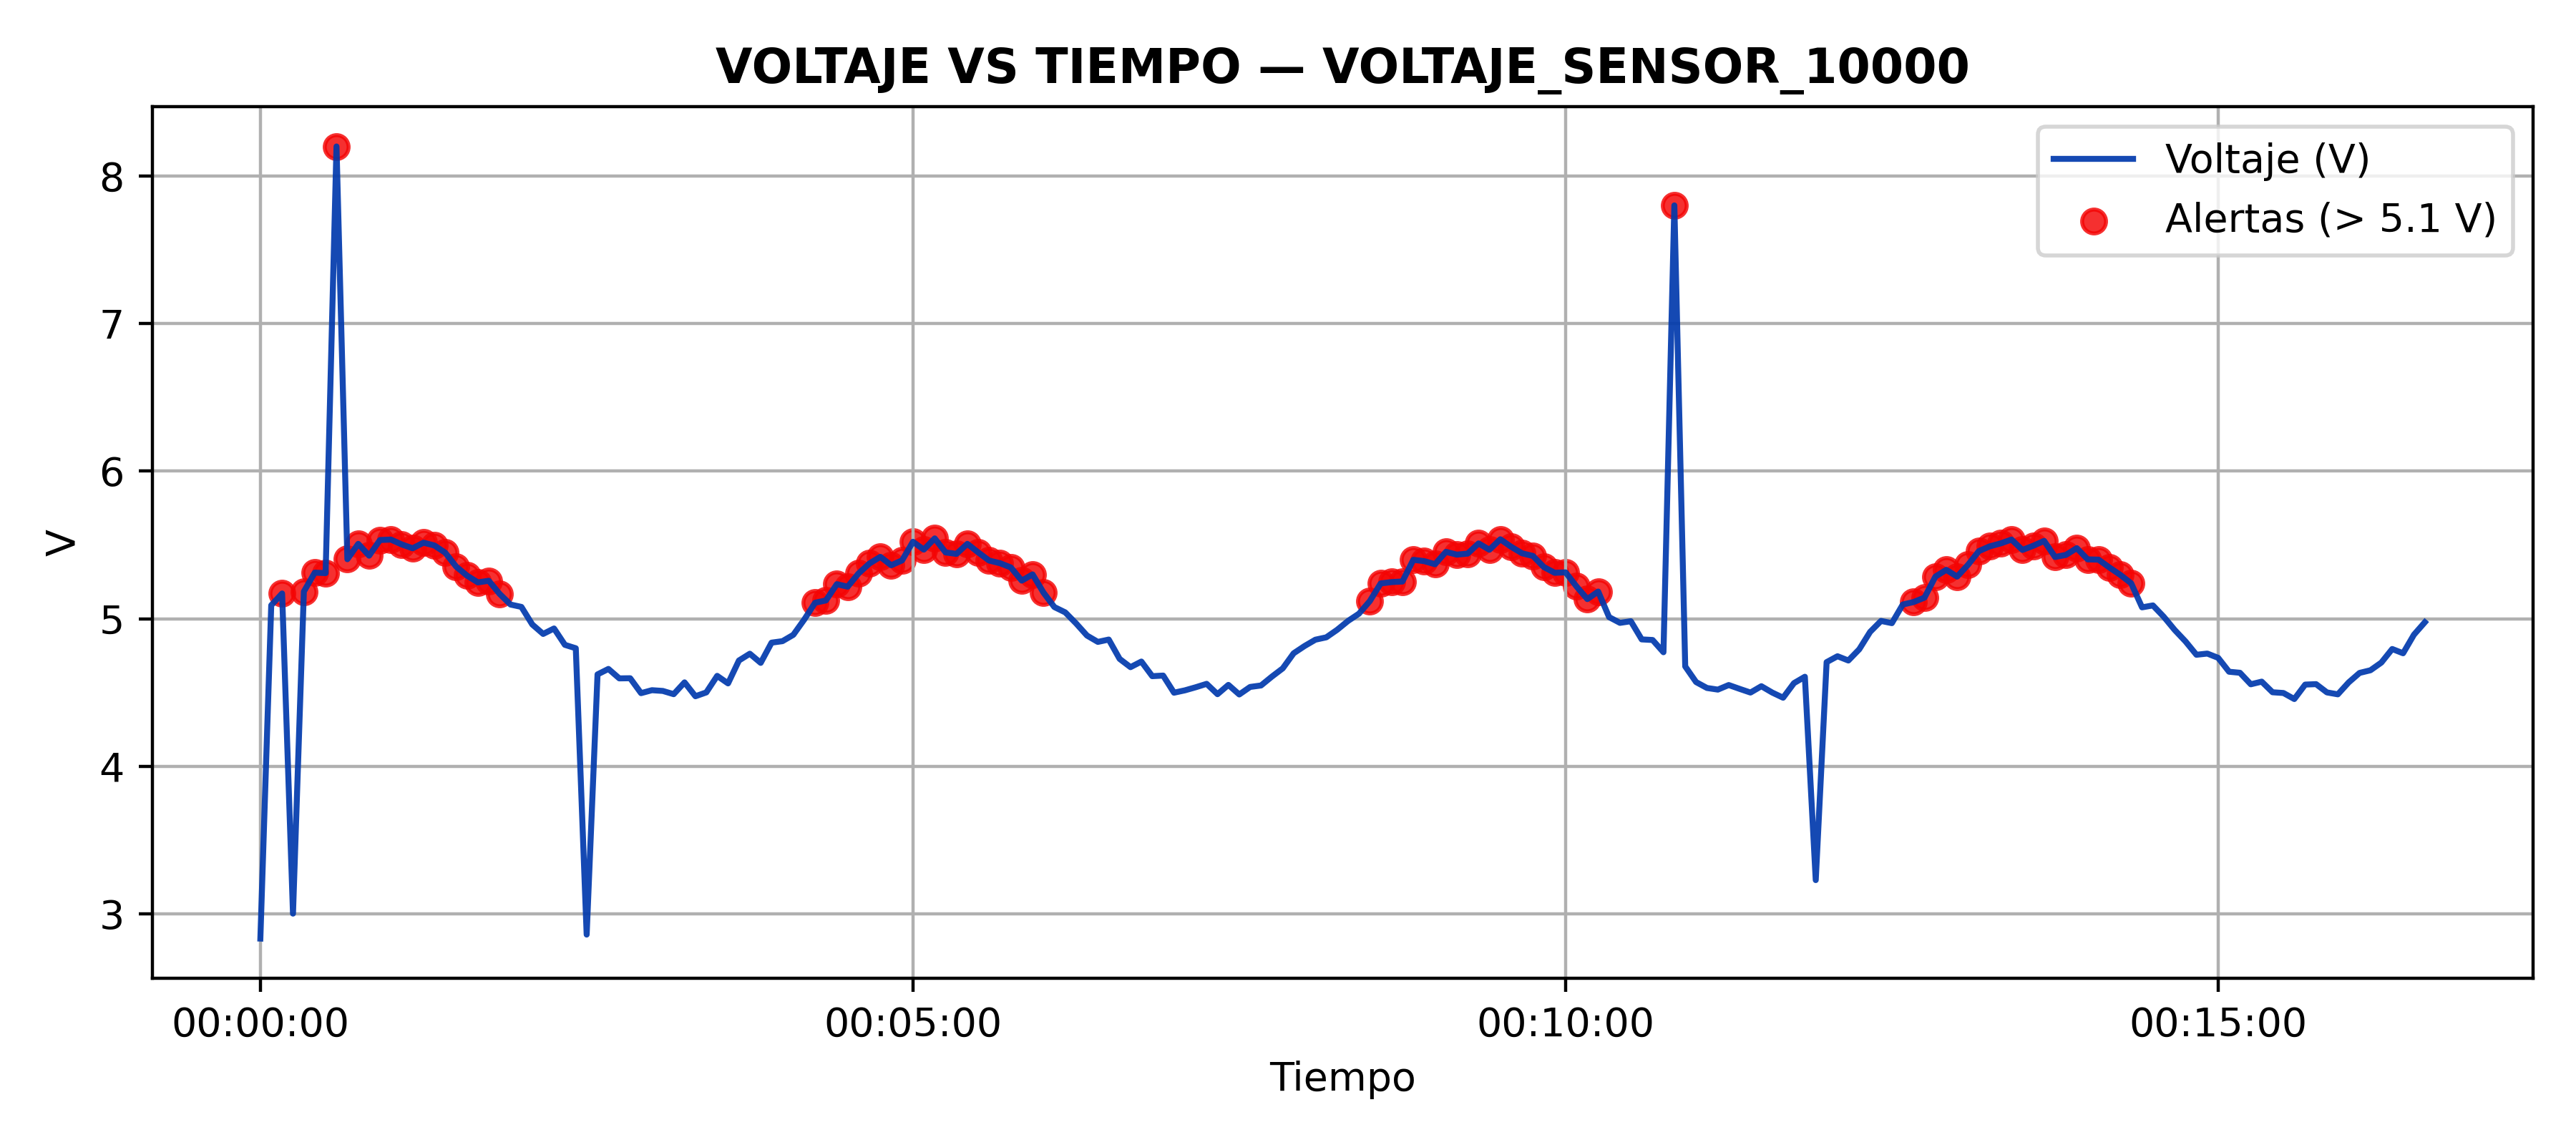 VOLTAJE VS TIEMPO — VOLTAJE_SENSOR_10000
Voltaje (V)
Alertas (> 5.1 V)
8
7
6
5
4
3
V
00:00:00
00:05:00
00:10:00
00:15:00
Tiempo